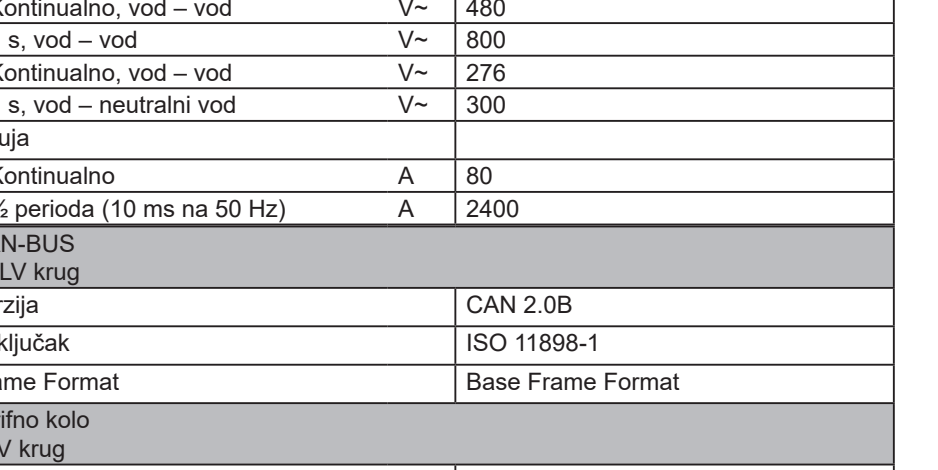 Kontinualno, vod – vod V~ 480
s, vod – vod V~ 800
Kontinualno, vod – vod V~ 276
s, vod – neutralni vod V~ 300
uja
Kontinualno A 80
½ perioda (10 ms na 50 Hz) A 2400
N-BUS
LV krug
rzija CAN 2.0B
ključak ISO 11898-1
ame Format Base Frame Format
ifno kolo
V krug